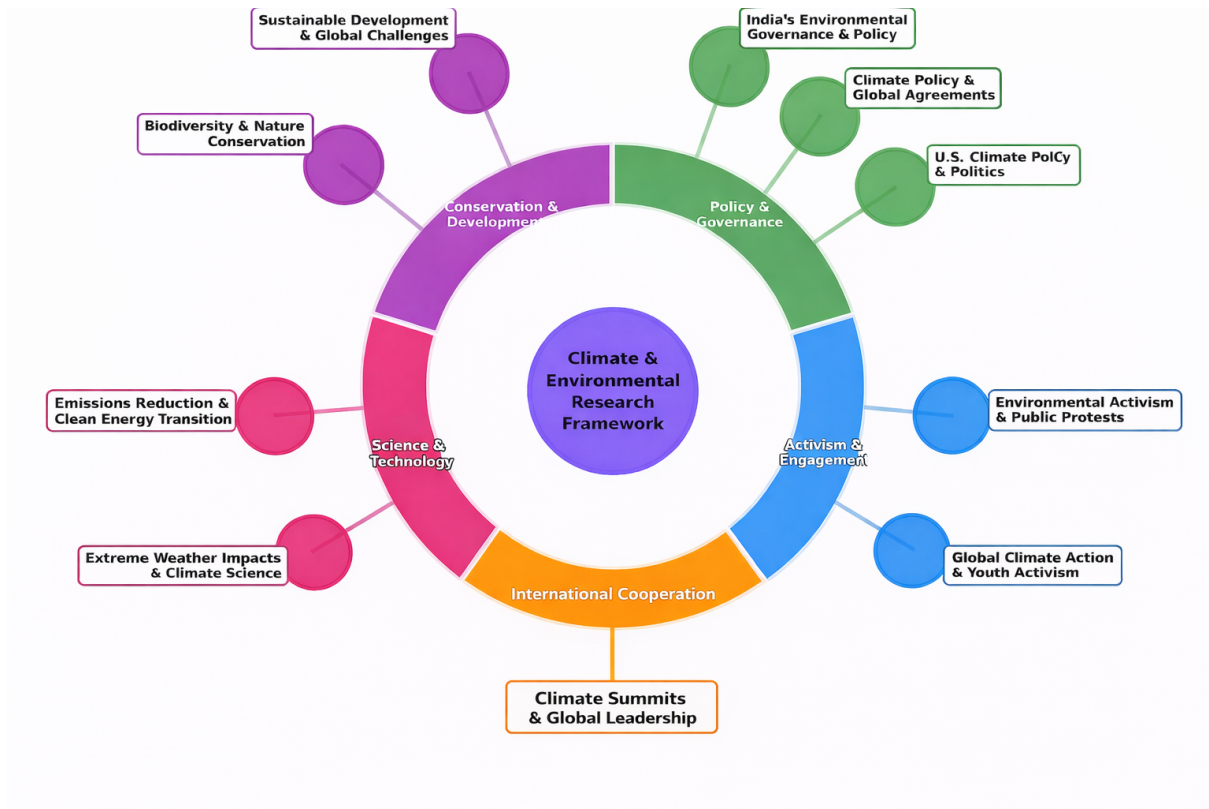 Sustainable Development
& Global Challenges
India's Environmental
Governance & Policy
Climate Policy &
Global Agreements
Biodiversity & Nature
Conservation
U.S. Climate PolCy
& Politics
Conservation &
Development
Policy &
Governance
Climate &
Environmental
Research
Framework
Emissions Reduction &
Clean Energy Transition
Environmental Activism
& Public Protests
Science &
Technology
Activism &
Engagement
Extreme Weather Impacts
& Climate Science
Global Climate Action
& Youth Activism
International Cooperation
Climate Summits
& Global Leadership